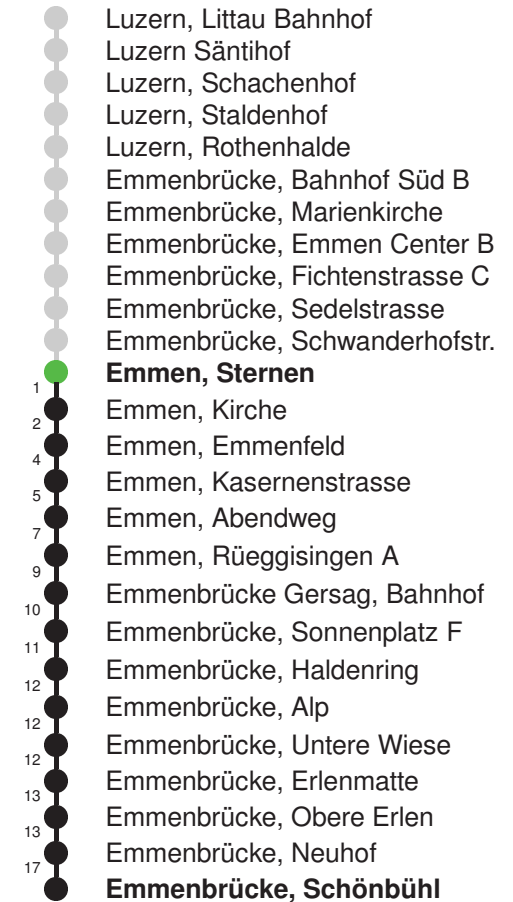 Luzern, Littau Bahnhof
Luzern Säntihof
Luzern, Schachenhof
Luzern, Staldenhof
Luzern, Rothenhalde
Emmenbrücke, Bahnhof Süd B
Emmenbrücke, Marienkirche
Emmenbrücke, Emmen Center B
Emmenbrücke, Fichtenstrasse C
Emmenbrücke, Sedelstrasse
Emmenbrücke, Schwanderhofstr.
Emmen, Sternen
1
Emmen, Kirche
2
Emmen, Emmenfeld
4
Emmen, Kasernenstrasse
5
Emmen, Abendweg
7
Emmen, Rüeggisingen A
9
Emmenbrücke Gersag, Bahnhof
10
Emmenbrücke, Sonnenplatz F
11
Emmenbrücke, Haldenring
12
Emmenbrücke, Alp
12
Emmenbrücke, Untere Wiese
12
Emmenbrücke, Erlenmatte
13
Emmenbrücke, Obere Erlen
13
Emmenbrücke, Neuhof
17
Emmenbrücke, Schönbühl